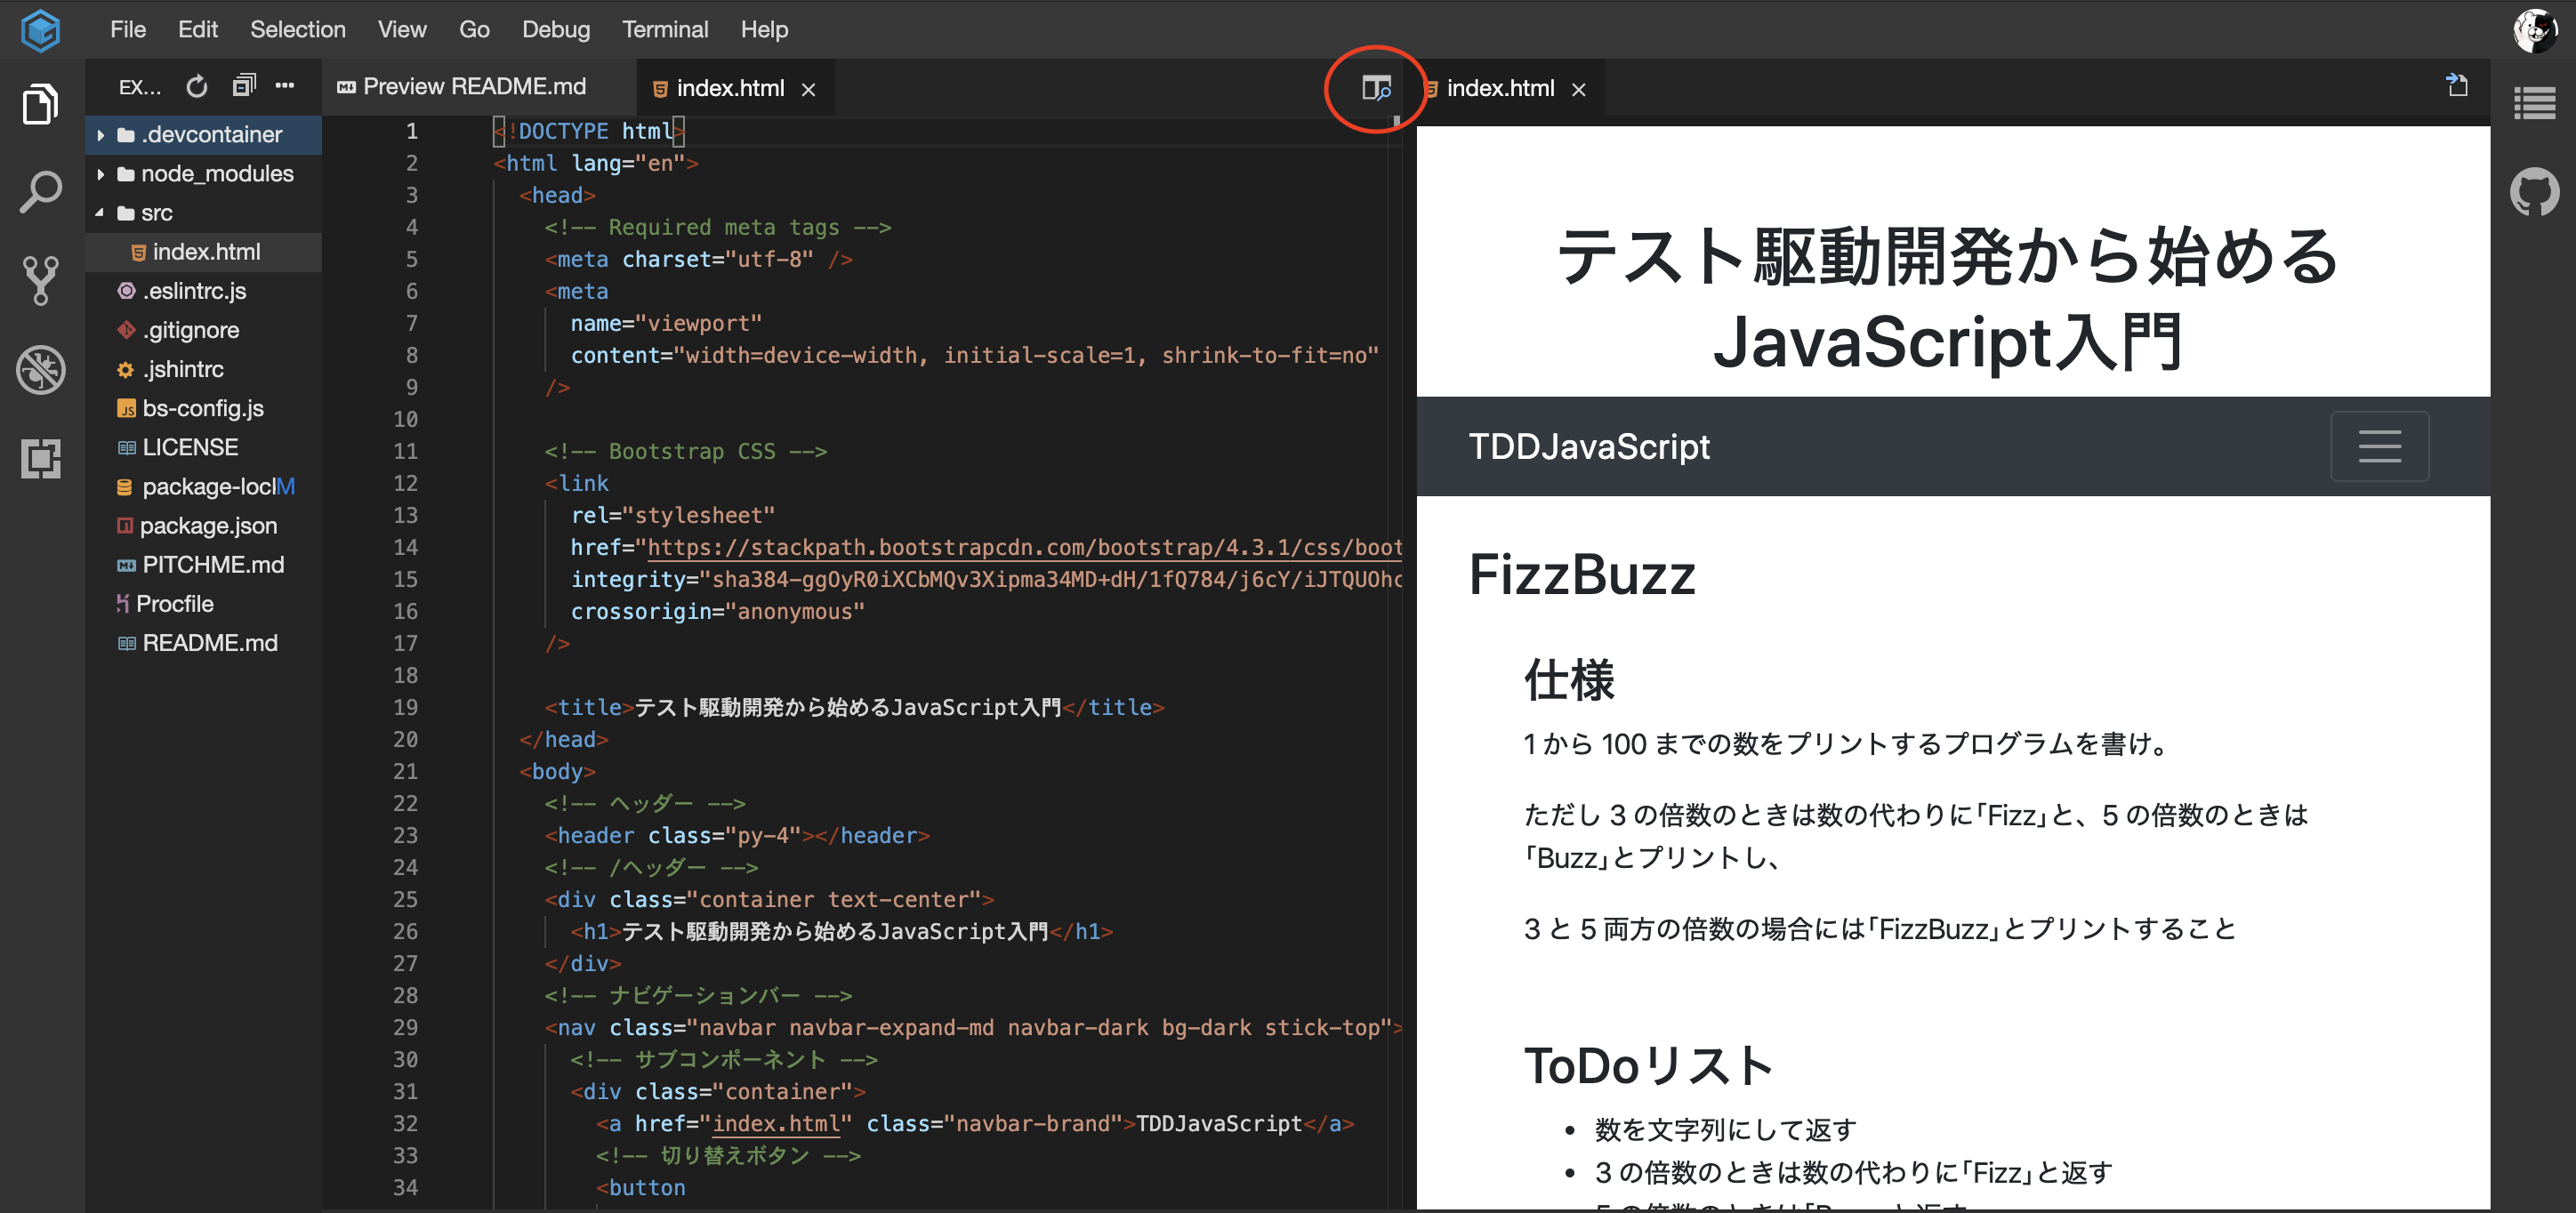 File Edit Selection View Go Debug Terminal Help
EX...
Preview README.md
index.html
index.html
.devcontainer
node_modules
src
index.html
.eslintrc.js
.gitignore
.jshintrc
bs-config.js
LICENSE
package-locl M
package.json
PITCHME.md
Procfile
README.md
1 <!DOCTYPE html>
2 <html lang="en">
3 <head>
4 <!-- Required meta tags -->
5 <meta charset="utf-8" />
6 <meta
7 name="viewport"
8 content="width=device-width, initial-scale=1, shrink-to-fit=no"
9 />
10
11 <!-- Bootstrap CSS -->
12 <link
13 rel="stylesheet"
14 href="https://stackpath.bootstrapcdn.com/bootstrap/4.3.1/css/boot
15 integrity="sha384-ggOyR0iXCbMQv3Xipma34MD+dH/1fQ784/j6cY/iJTQUOhc
16 crossorigin="anonymous"
17 />
18
19 <title>テスト駆動開発から始めるJavaScript入門</title>
20 </head>
21 <body>
22 <!-- ヘッダー -->
23 <header class="py-4"></header>
24 <!-- /ヘッダー -->
25 <div class="container text-center">
26 <h1>テスト駆動開発から始めるJavaScript入門</h1>
27 </div>
28 <!-- ナビゲーションバー -->
29 <nav class="navbar navbar-expand-md navbar-dark bg-dark stick-top">
30 <!-- サブコンポーネント -->
31 <div class="container">
32 <a href="index.html" class="navbar-brand">TDDJavaScript</a>
33 <!-- 切り替えボタン -->
34 <button
テスト駆動開発から始める
JavaScript入門
TDDJavaScript
FizzBuzz
仕様
1 から 100 までの数をプリントするプログラムを書け。
ただし 3 の倍数のときは数の代わりに｢Fizz｣と、5 の倍数のときは
｢Buzz｣とプリントし、
3 と 5 両方の倍数の場合には｢FizzBuzz｣とプリントすること
ToDoリスト
• 数を文字列にして返す
• 3 の倍数のときは数の代わりに｢Fizz｣と返す